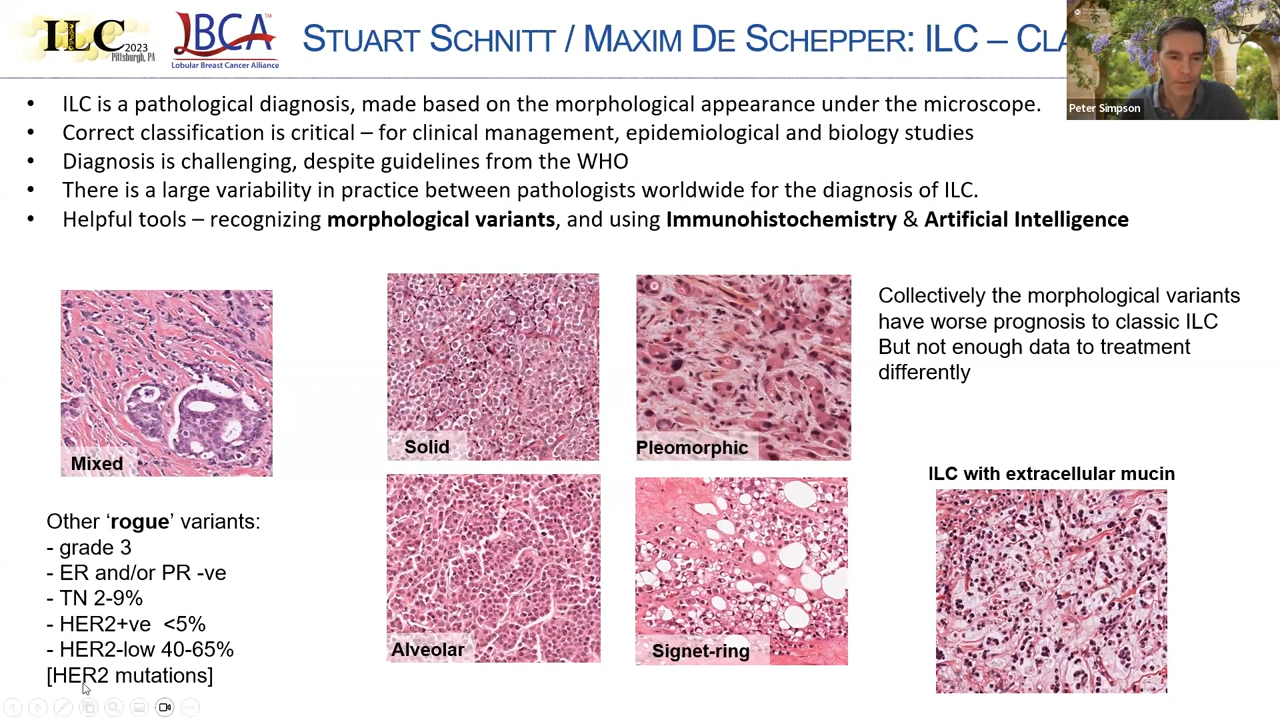 ILC 2023
Pittsburgh, PA
LBCA™
Lobular Breast Cancer Alliance
STUART SCHNITT / MAXIM DE SCHEPPER: ILC – CLA
Peter Simpson
• ILC is a pathological diagnosis, made based on the morphological appearance under the microscope.
• Correct classification is critical – for clinical management, epidemiological and biology studies
• Diagnosis is challenging, despite guidelines from the WHO
• There is a large variability in practice between pathologists worldwide for the diagnosis of ILC.
• Helpful tools – recognizing morphological variants, and using Immunohistochemistry & Artificial Intelligence
Mixed
Solid
Pleomorphic
Collectively the morphological variants
have worse prognosis to classic ILC
But not enough data to treatment
differently
Other ‘rogue’ variants:
- grade 3
- ER and/or PR -ve
- TN 2-9%
- HER2+ve <5%
- HER2-low 40-65%
[HER2 mutations]
Alveolar
Signet-ring
ILC with extracellular mucin